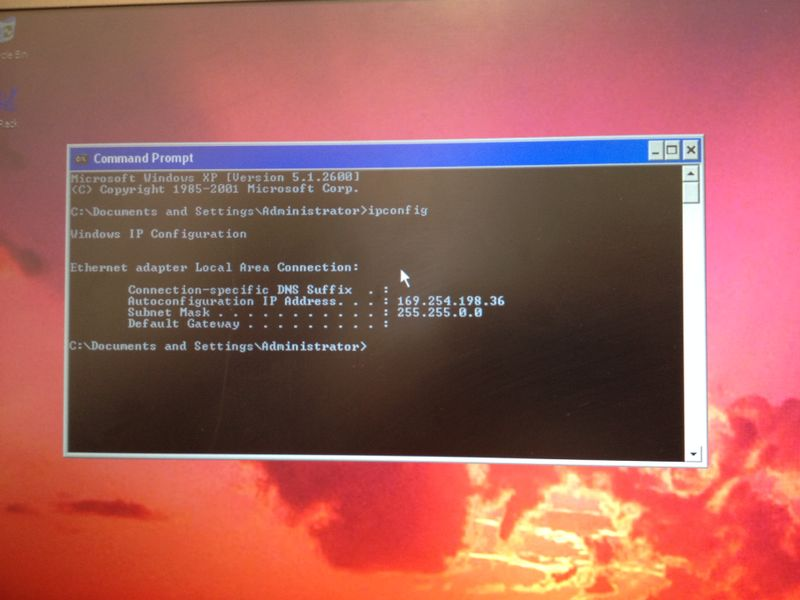 Command Prompt
Microsoft Windows XP [Version 5.1.2600]
(C) Copyright 1985-2001 Microsoft Corp.
C:\Documents and Settings\Administrator>ipconfig
Windows IP Configuration
Ethernet adapter Local Area Connection:
Connection-specific DNS Suffix . :
Autoconfiguration IP Address. . . : 169.254.198.36
Subnet Mask . . . . . . . . . . . : 255.255.0.0
Default Gateway . . . . . . . . . :
C:\Documents and Settings\Administrator>